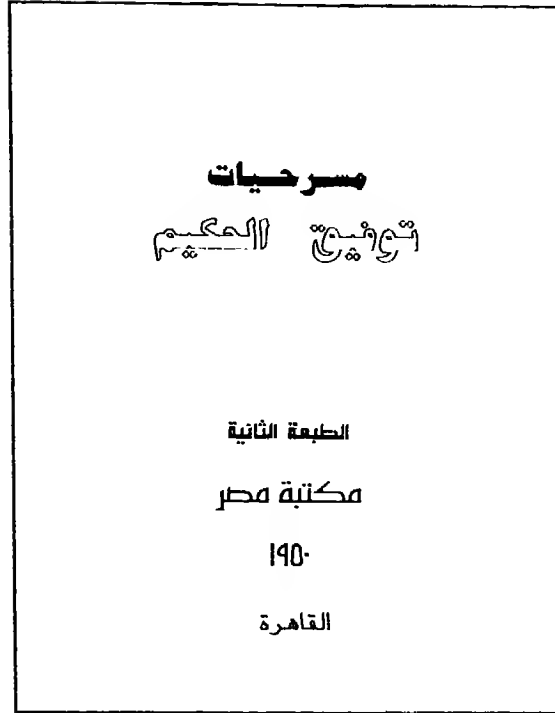 مسرحيات
توفيق الحكيم
الطبعة الثانية
مكتبة مصر
١٩٥٠
القاهرة